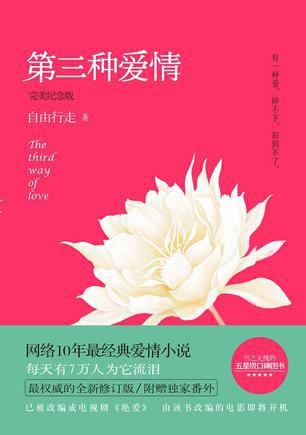 第三种爱情
完美纪念版
自由行走 著
The
third
way of
love
有一种爱,停不下,却到不了。
网络10年最经典爱情小说
每天有7万人为它流泪
最权威的全新修订版/附赠独家番外
当之无愧的
五星级口碑图书
★★★★★
已被改编成电视剧《绝爱》 由该书改编的电影即将开机